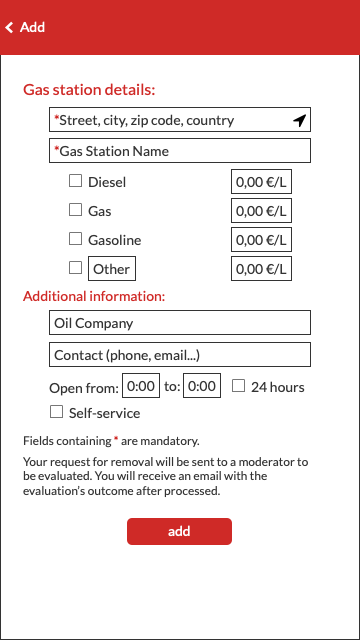 Add
Gas station details:
*Street, city, zip code, country
*Gas Station Name
Diesel 0,00 €/L
Gas 0,00 €/L
Gasoline 0,00 €/L
Other 0,00 €/L
Additional information:
Oil Company
Contact (phone, email...)
Open from: 0:00 to: 0:00 24 hours
Self-service
Fields containing * are mandatory.
Your request for removal will be sent to a moderator to
be evaluated. You will receive an email with the
evaluation's outcome after processed.
add